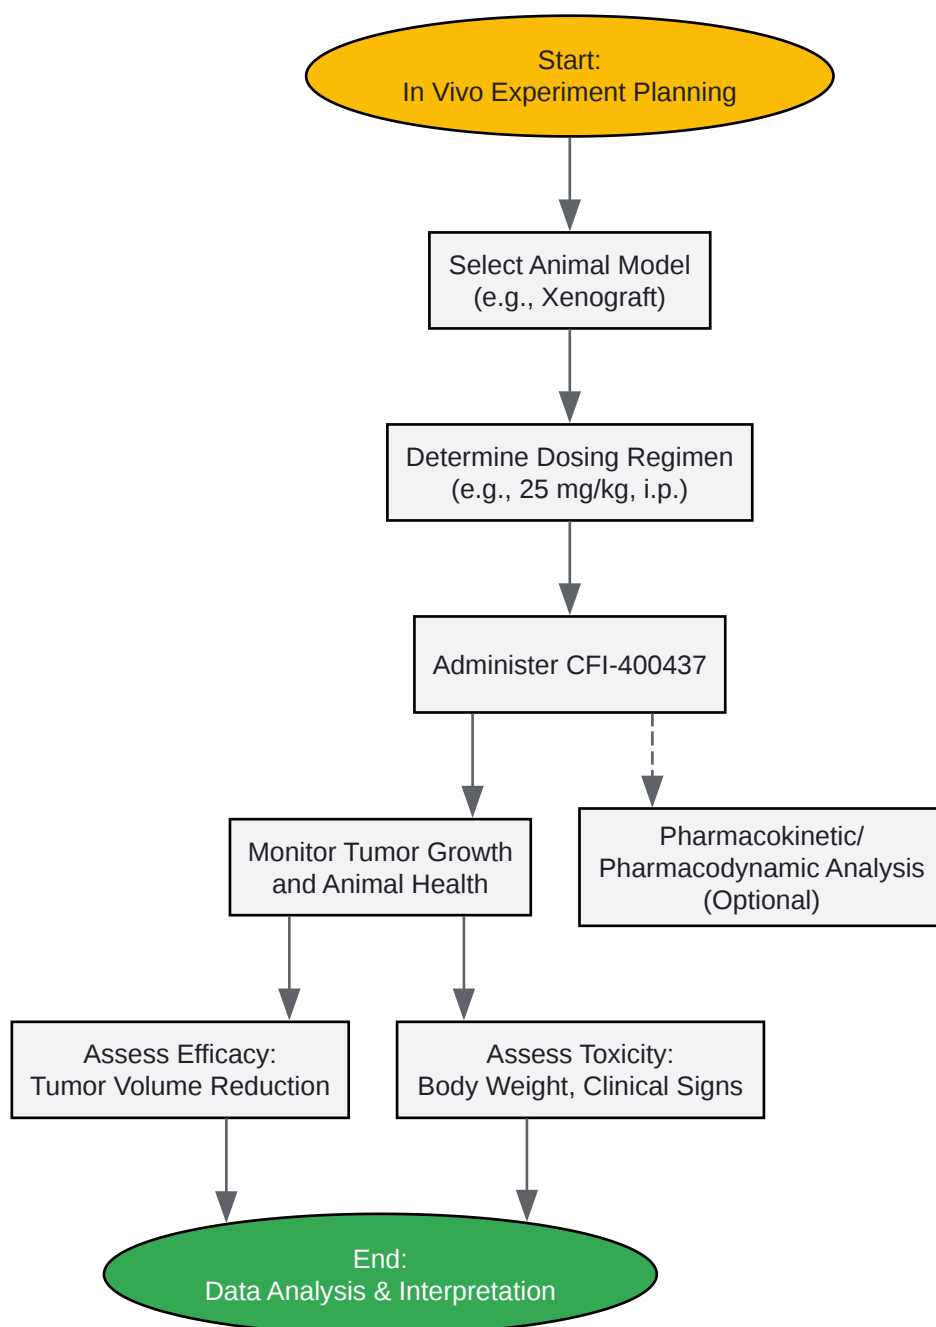 Start:
In Vivo Experiment Planning
Select Animal Model
(e.g., Xenograft)
Determine Dosing Regimen
(e.g., 25 mg/kg, i.p.)
Administer CFI-400437
Monitor Tumor Growth
and Animal Health
Pharmacokinetic/
Pharmacodynamic Analysis
(Optional)
Assess Efficacy:
Tumor Volume Reduction
Assess Toxicity:
Body Weight, Clinical Signs
End:
Data Analysis & Interpretation